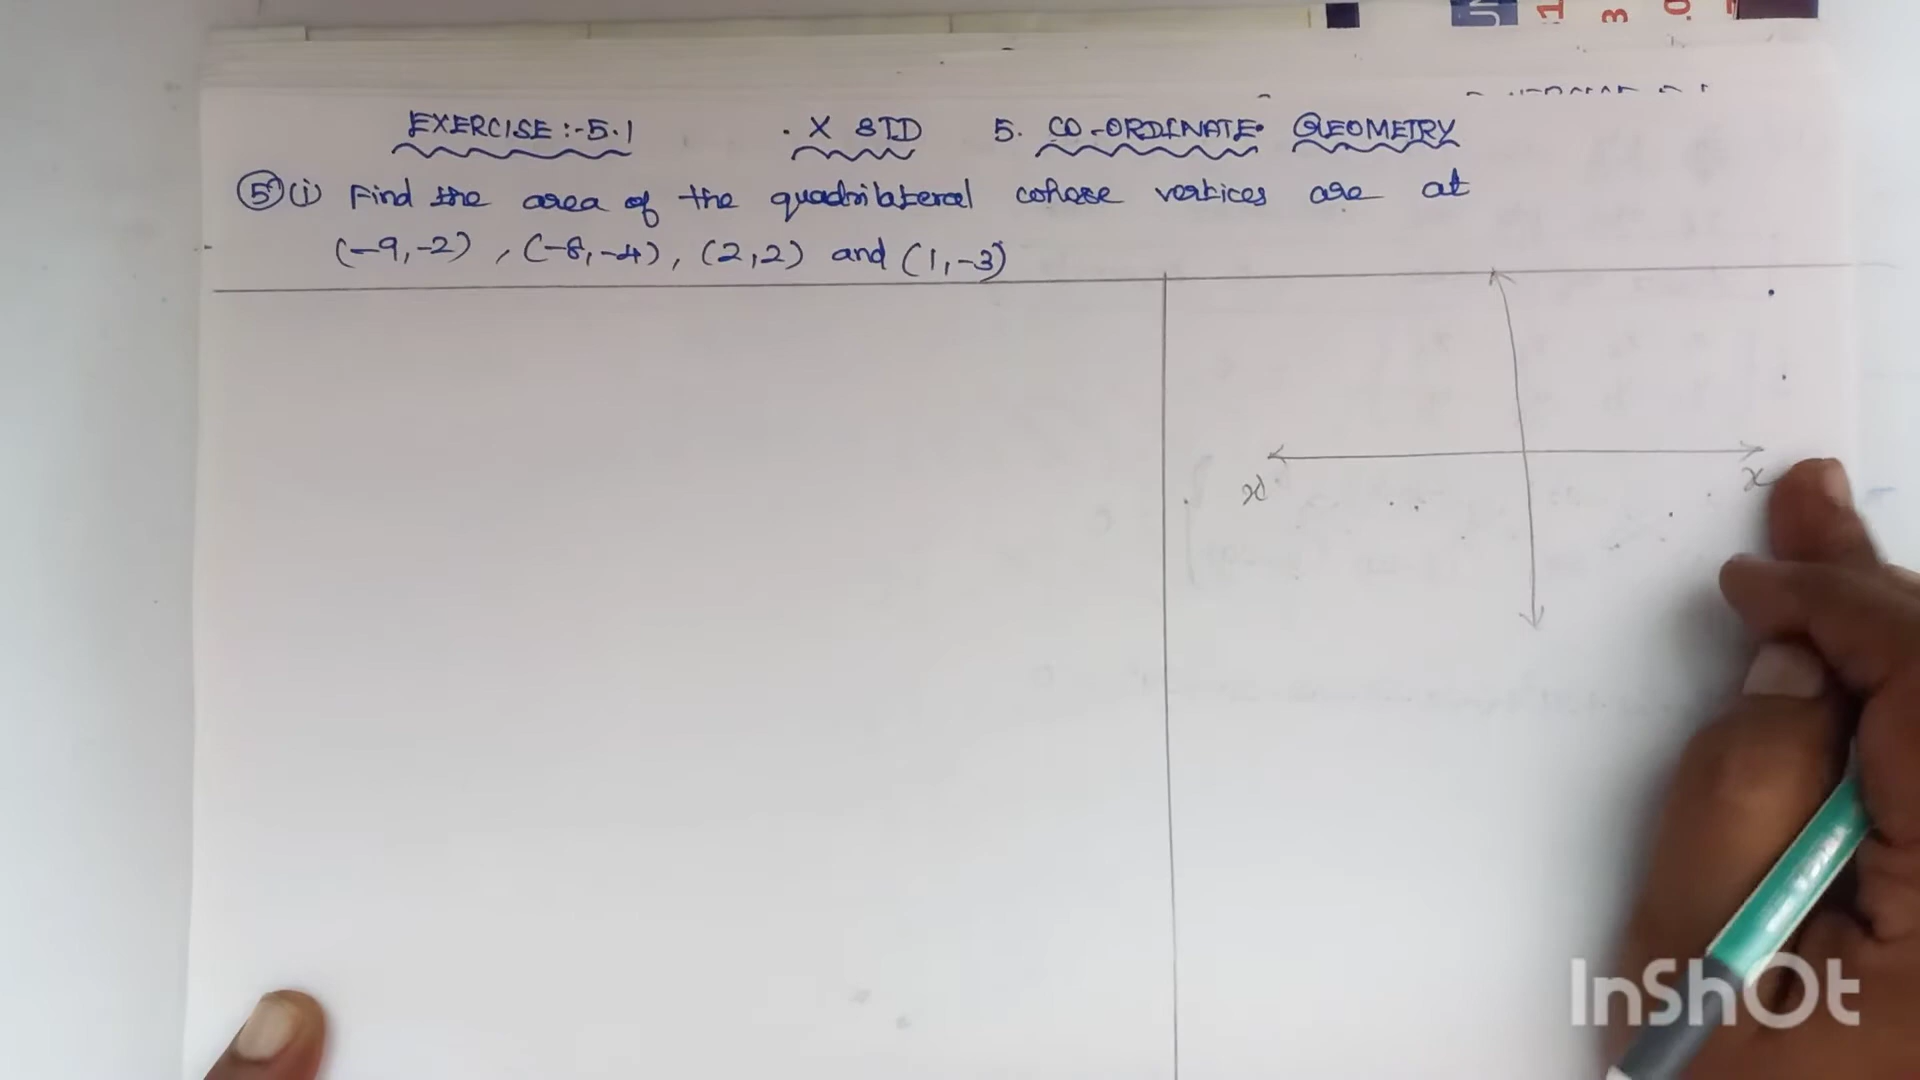 EXERCISE :- 5.1 X STD 5. CO-ORDINATE GEOMETRY
5 (i) Find the area of the quadrilateral whose vertices are at
(-9,-2), (-8,-4), (2,2) and (1,-3)
x' x
InShOt